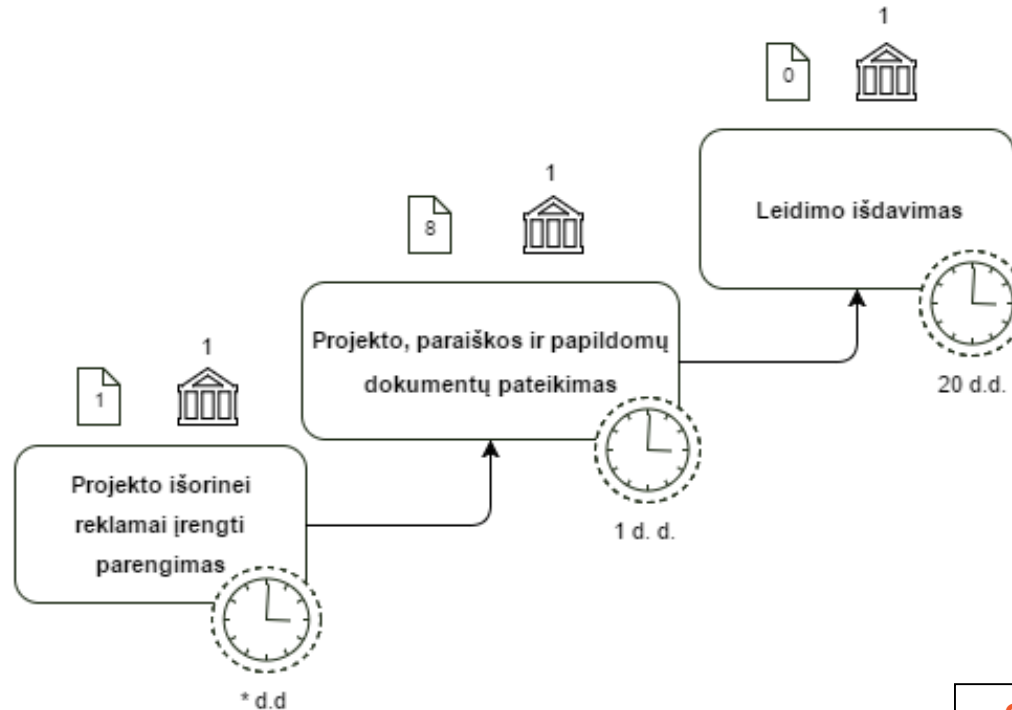 1
0
Leidimo išdavimas
20 d.d.
1
8
Projekto, paraiškos ir papildomų
dokumentų pateikimas
1 d. d.
1
1
Projekto išorinei
reklamai įrengti
parengimas
* d.d